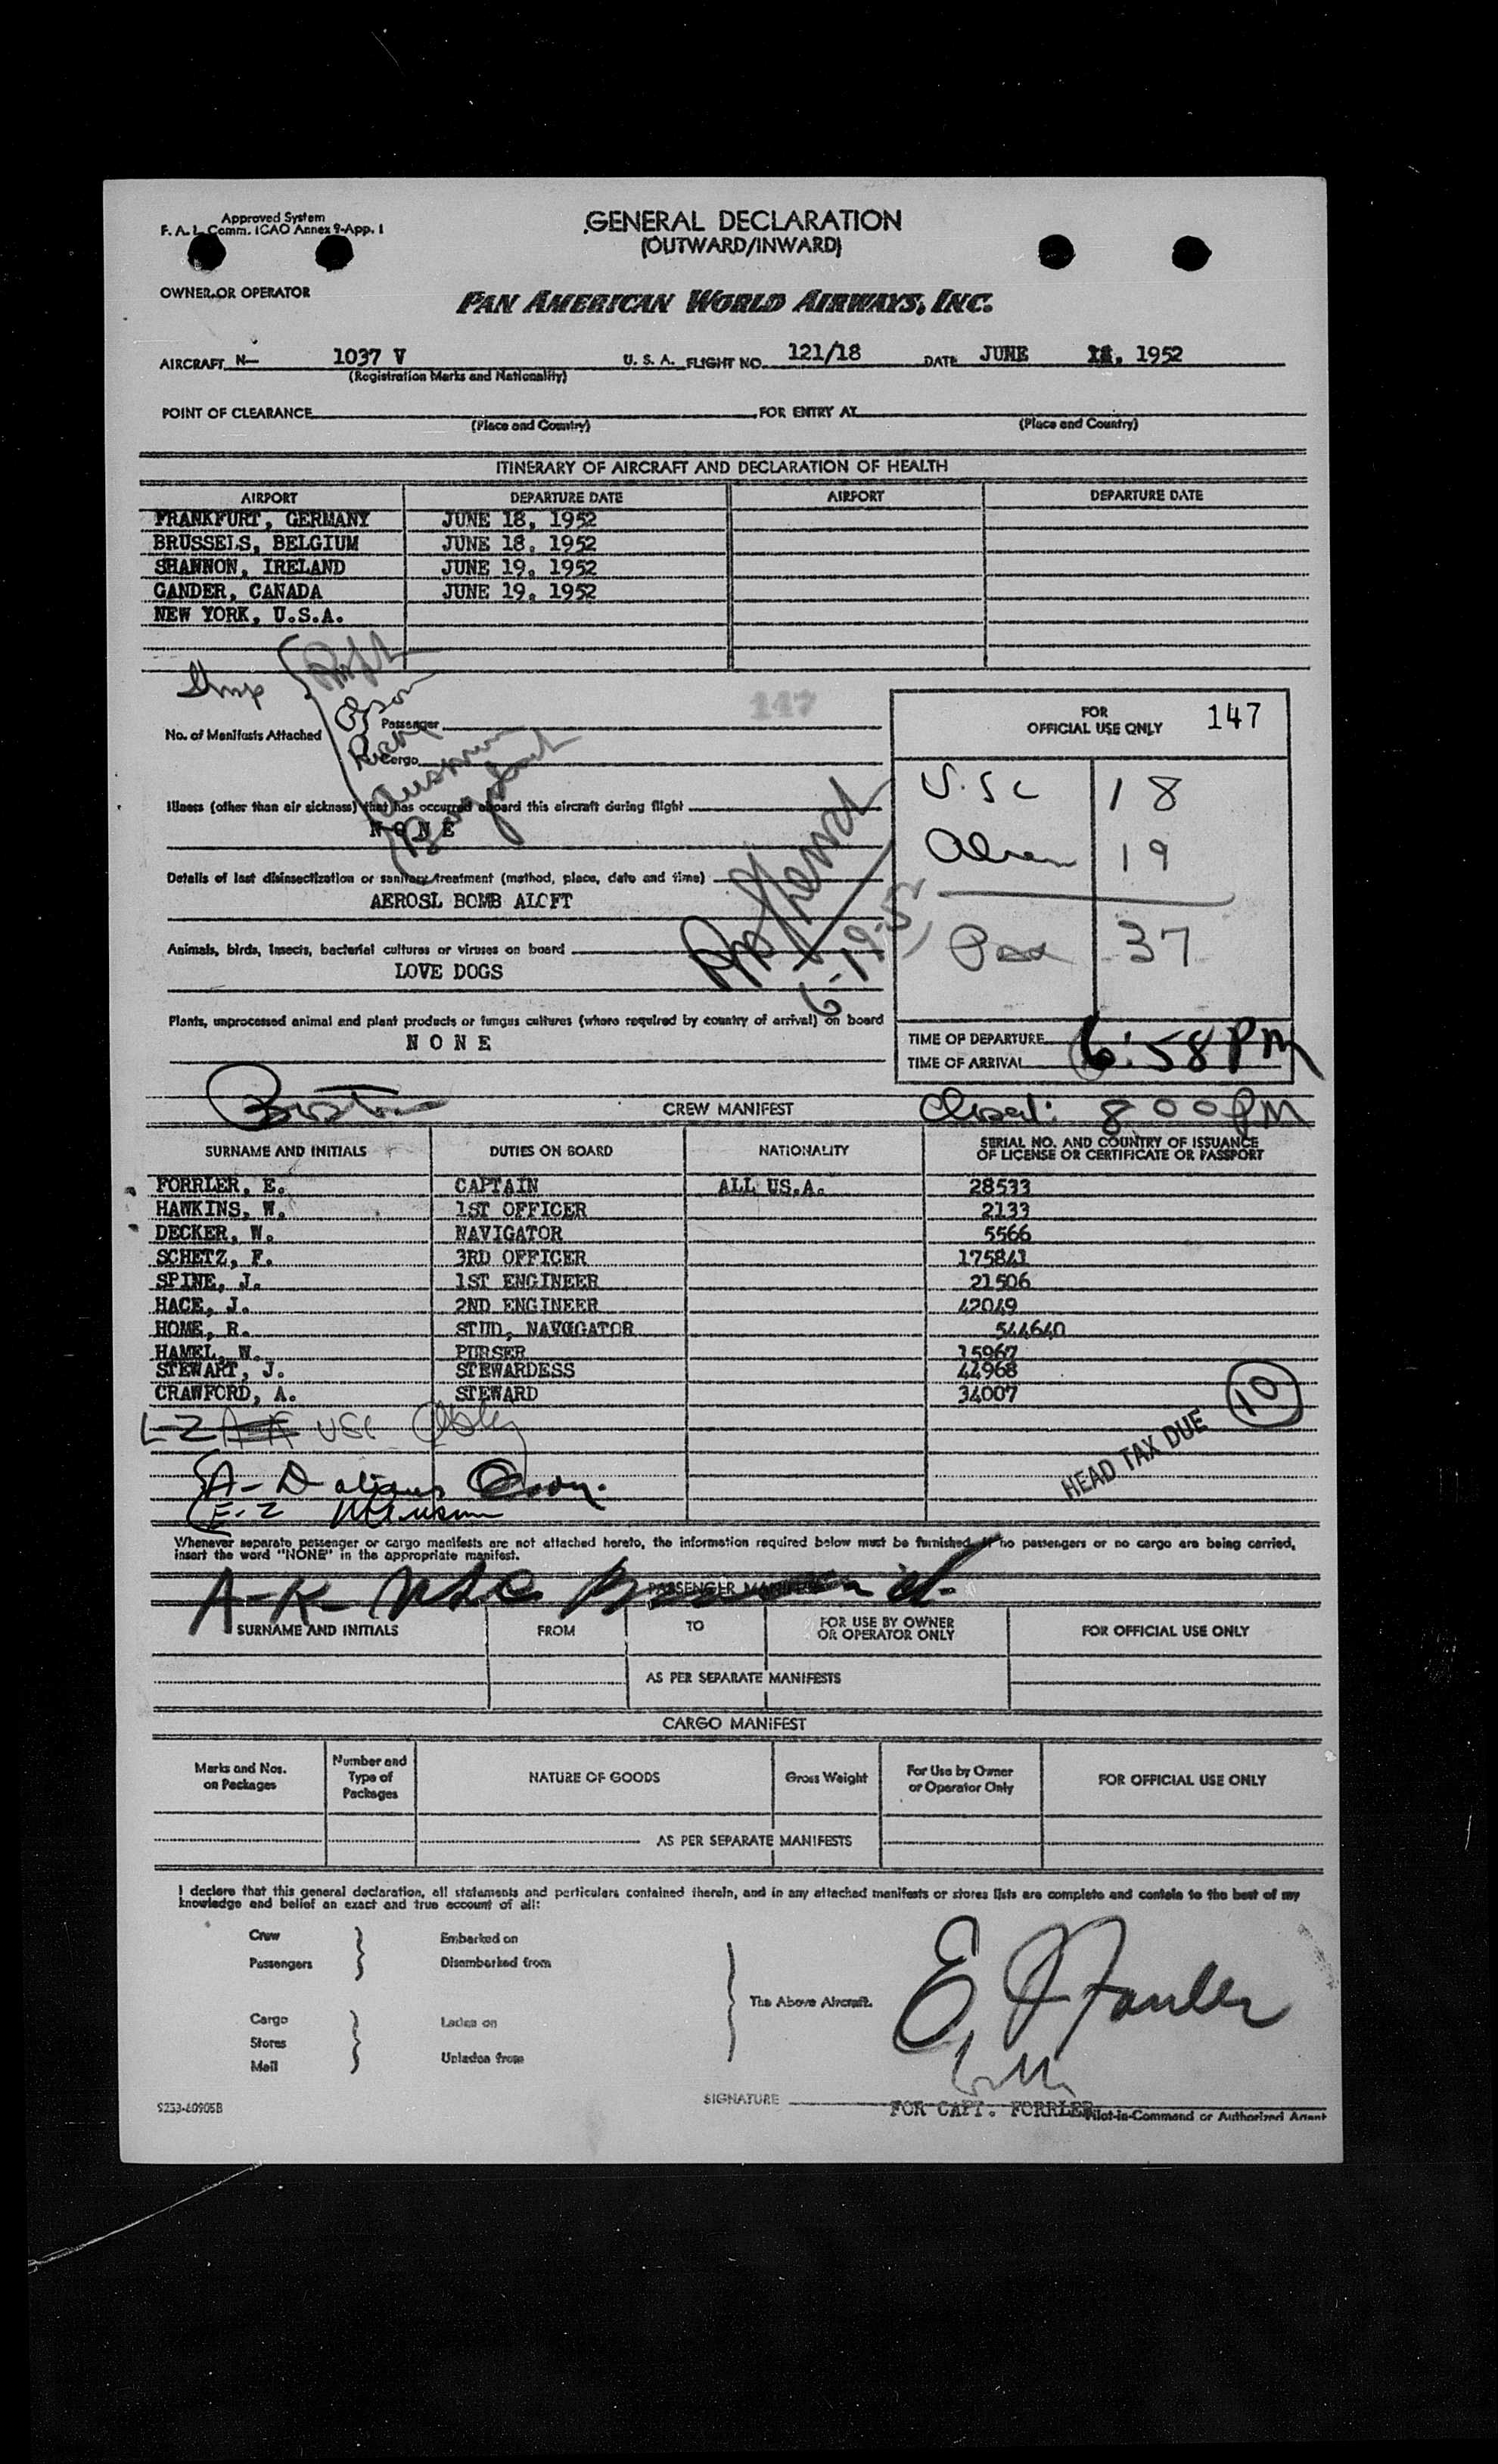 Approved System
F. A. L. Comm. ICAO Annex 9-App. 1
GENERAL DECLARATION
(OUTWARD/INWARD)
OWNER OR OPERATOR
PAN AMERICAN WORLD AIRWAYS, INC.
AIRCRAFT N- 1037 V U. S. A. FLIGHT NO. 121/18 DATE JUNE 1952
(Registration Marks and Nationality)
POINT OF CLEARANCE FOR ENTRY AT
(Place and Country) (Place and Country)
ITINERARY OF AIRCRAFT AND DECLARATION OF HEALTH
AIRPORT DEPARTURE DATE AIRPORT DEPARTURE DATE
FRANKFURT, GERMANY JUNE 18, 1952
BRUSSELS, BELGIUM JUNE 18, 1952
SHANNON, IRELAND JUNE 19, 1952
GANDER, CANADA JUNE 19, 1952
NEW YORK, U.S.A.
147
No. of Manifests Attached Passenger
Cargo
FOR
OFFICIAL USE ONLY 147
U.S.C 18
Alien 19
Pax 37
Illness (other than air sickness) that has occurred aboard this aircraft during flight
N O N E
Details of last disinsectization or sanitary treatment (method, place, date and time)
AEROSL BOMB ALOFT
Animals, birds, insects, bacterial cultures or viruses on board
LOVE DOGS
6-19-52
Plants, unprocessed animal and plant products or fungus cultures (where required by country of arrival) on board
N O N E
TIME OF DEPARTURE
TIME OF ARRIVAL 6:58 PM
CREW MANIFEST
Closed: 8 00 PM
SURNAME AND INITIALS DUTIES ON BOARD NATIONALITY SERIAL NO. AND COUNTRY OF ISSUANCE
OF LICENSE OR CERTIFICATE OR PASSPORT
FORRLER, E. CAPTAIN ALL US.A. 28533
HAWKINS, W. 1ST OFFICER 2133
DECKER, W. NAVIGATOR 5566
SCHETZ, F. 3RD OFFICER 175841
SPINE, J. 1ST ENGINEER 21506
HACE, J. 2ND ENGINEER 42049
HOME, R. STUD, NAVOGATOR 544640
HAMEL, W. PURSER 15967
STEWART, J. STEWARDESS 44968
CRAWFORD, A. STEWARD 34007
10
L-Z USC
HEAD TAX DUE
A- D aliens
E-Z
Whenever separate passenger or cargo manifests are not attached hereto, the information required below must be furnished. If no passengers or no cargo are being carried,
insert the word "NONE" in the appropriate manifest.
PASSENGER MANIFEST
A-K- USC
SURNAME AND INITIALS FROM TO FOR USE BY OWNER
OR OPERATOR ONLY FOR OFFICIAL USE ONLY
AS PER SEPARATE MANIFESTS
CARGO MANIFEST
Marks and Nos.
on Packages Number and
Type of
Packages NATURE OF GOODS Gross Weight For Use by Owner
or Operator Only FOR OFFICIAL USE ONLY
AS PER SEPARATE MANIFESTS
I declare that this general declaration, all statements and particulars contained therein, and in any attached manifests or stores lists are complete and contain to the best of my
knowledge and belief an exact and true account of all:
Crew Embarked on
Passengers Disembarked from
The Above Aircraft.
Cargo Laden on
Stores
Mail Unladen from
SIGNATURE FOR CAPT. FORRLER Pilot-in-Command or Authorized Agent
9233-60905B